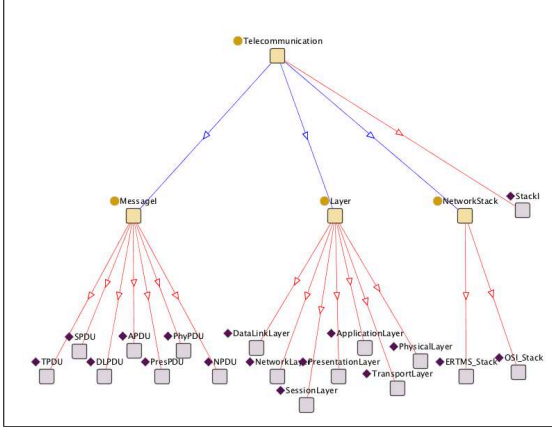 Telecommunication
StackI
MessageI
Layer
NetworkStack
SPDU
APDU
PhyPDU
DataLinkLayer
ApplicationLayer
PhysicalLayer
TPDU
DLPDU
PresPDU
NPDU
NetworkLayer
PresentationLayer
TransportLayer
ERTMS_Stack
OSI_Stack
SessionLayer